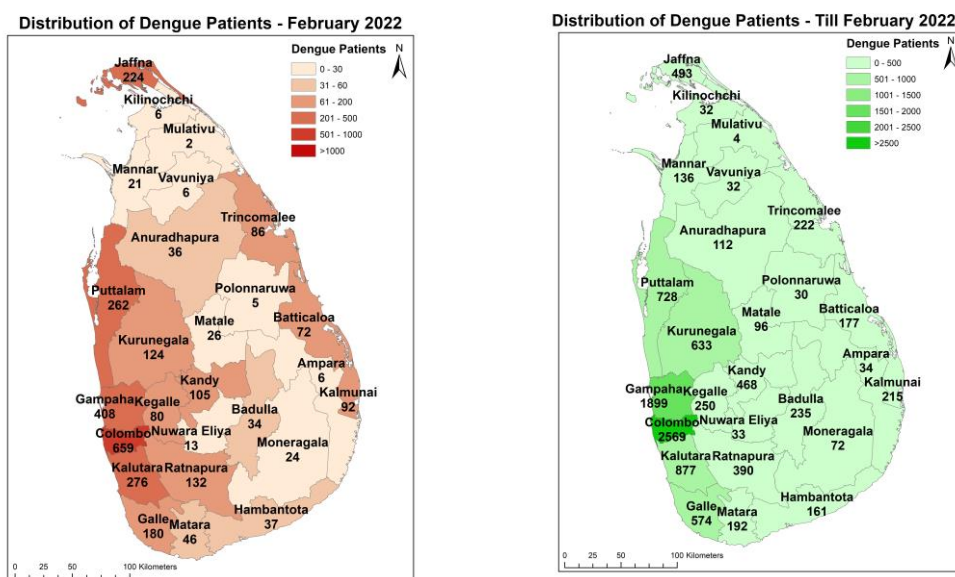 Distribution of Dengue Patients - February 2022
Dengue Patients
0 - 30
31 - 60
61 - 200
201 - 500
501 - 1000
>1000
N
Jaffna
224
Kilinochchi
6
Mulativu
2
Mannar
21
Vavuniya
6
Trincomalee
86
Anuradhapura
36
Puttalam
262
Polonnaruwa
5
Batticaloa
72
Matale
26
Kurunegala
124
Ampara
6
Kalmunai
92
Kandy
105
Gampaha
408
Kegalle
80
Badulla
34
Nuwara Eliya
13
Colombo
659
Moneragala
24
Kalutara
276
Ratnapura
132
Hambantota
37
Galle
180
Matara
46
0 25 50 100 Kilometers
Distribution of Dengue Patients - Till February 2022
Dengue Patients
0 - 500
501 - 1000
1001 - 1500
1501 - 2000
2001 - 2500
>2500
N
Jaffna
493
Kilinochchi
32
Mulativu
4
Mannar
136
Vavuniya
32
Trincomalee
222
Anuradhapura
112
Puttalam
728
Polonnaruwa
30
Batticaloa
177
Matale
96
Kurunegala
633
Ampara
34
Kalmunai
215
Kandy
468
Gampaha
1899
Kegalle
250
Badulla
235
Nuwara Eliya
33
Colombo
2569
Moneragala
72
Kalutara
877
Ratnapura
390
Hambantota
161
Galle
574
Matara
192
0 25 50 100 Kilometers